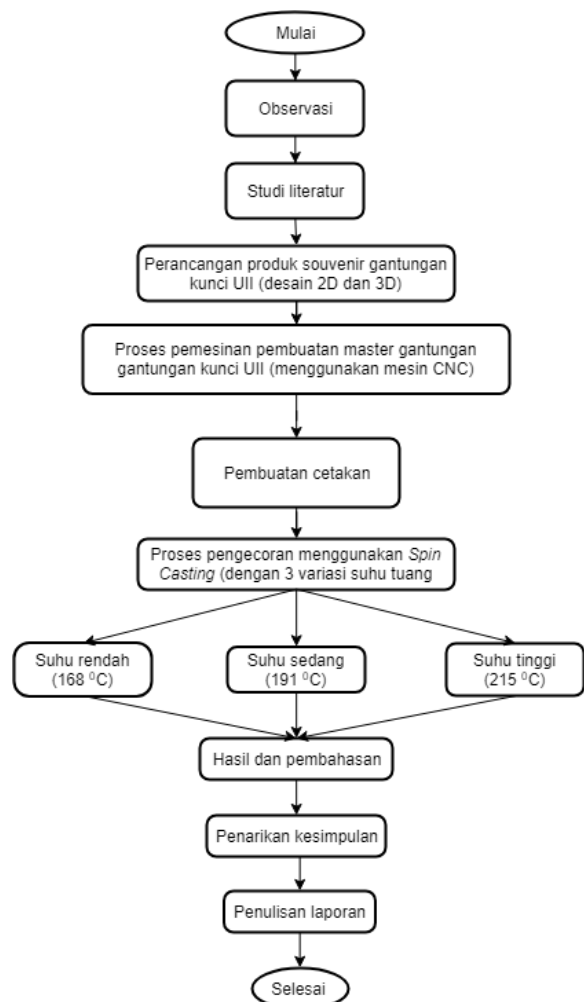 Mulai
Observasi
Studi literatur
Perancangan produk souvenir gantungan
kunci UII (desain 2D dan 3D)
Proses pemesinan pembuatan master gantungan
gantungan kunci UII (menggunakan mesin CNC)
Pembuatan cetakan
Proses pengecoran menggunakan Spin
Casting (dengan 3 variasi suhu tuang
Suhu rendah
(168 ⁰C)
Suhu sedang
(191 ⁰C)
Suhu tinggi
(215 ⁰C)
Hasil dan pembahasan
Penarikan kesimpulan
Penulisan laporan
Selesai